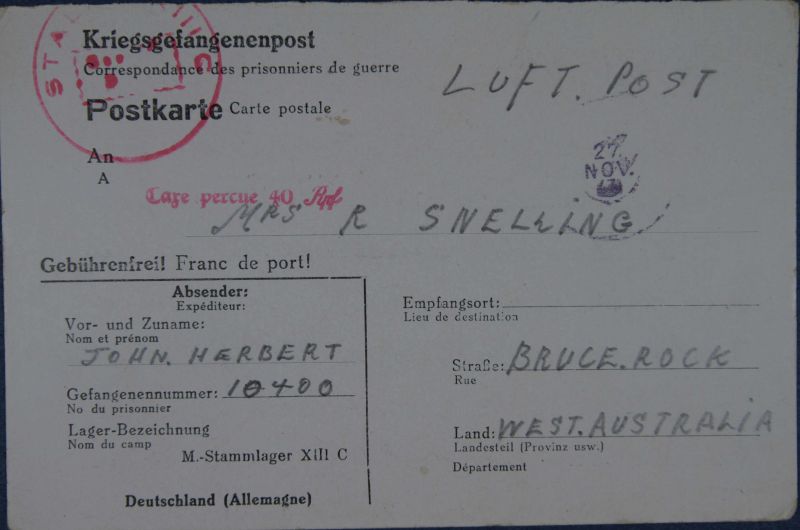 Kriegsgefangenenpost
Correspondance des prisonniers de guerre
LUFT. POST
Postkarte Carte postale
An
A
27. NOV.
Taxe percue 40 Rpf
MRS R SNELLING
Gebührenfrei! Franc de port!
Absender:
Expéditeur:
Vor- und Zuname:
Nom et prénom
JOHN. HERBERT
Gefangenennummer: 10400
No du prisonnier
Lager-Bezeichnung
Nom du camp
M.-Stammlager XIII C
Deutschland (Allemagne)
Empfangsort:
Lieu de destination
Straße: BRUCE. ROCK
Rue
Land: WEST. AUSTRALIA
Landesteil (Provinz usw.)
Département